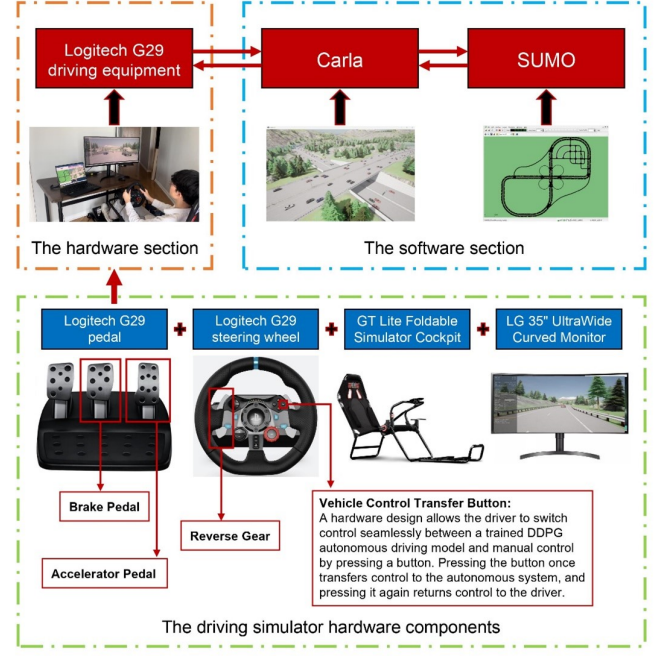 Logitech G29
driving equipment
Carla
SUMO
The hardware section
The software section
Logitech G29
pedal
Logitech G29
steering wheel
GT Lite Foldable
Simulator Cockpit
LG 35" UltraWide
Curved Monitor
Brake Pedal
Reverse Gear
Accelerator Pedal
Vehicle Control Transfer Button:
A hardware design allows the driver to switch
control seamlessly between a trained DDPG
autonomous driving model and manual control
by pressing a button. Pressing the button once
transfers control to the autonomous system, and
pressing it again returns control to the driver.
The driving simulator hardware components